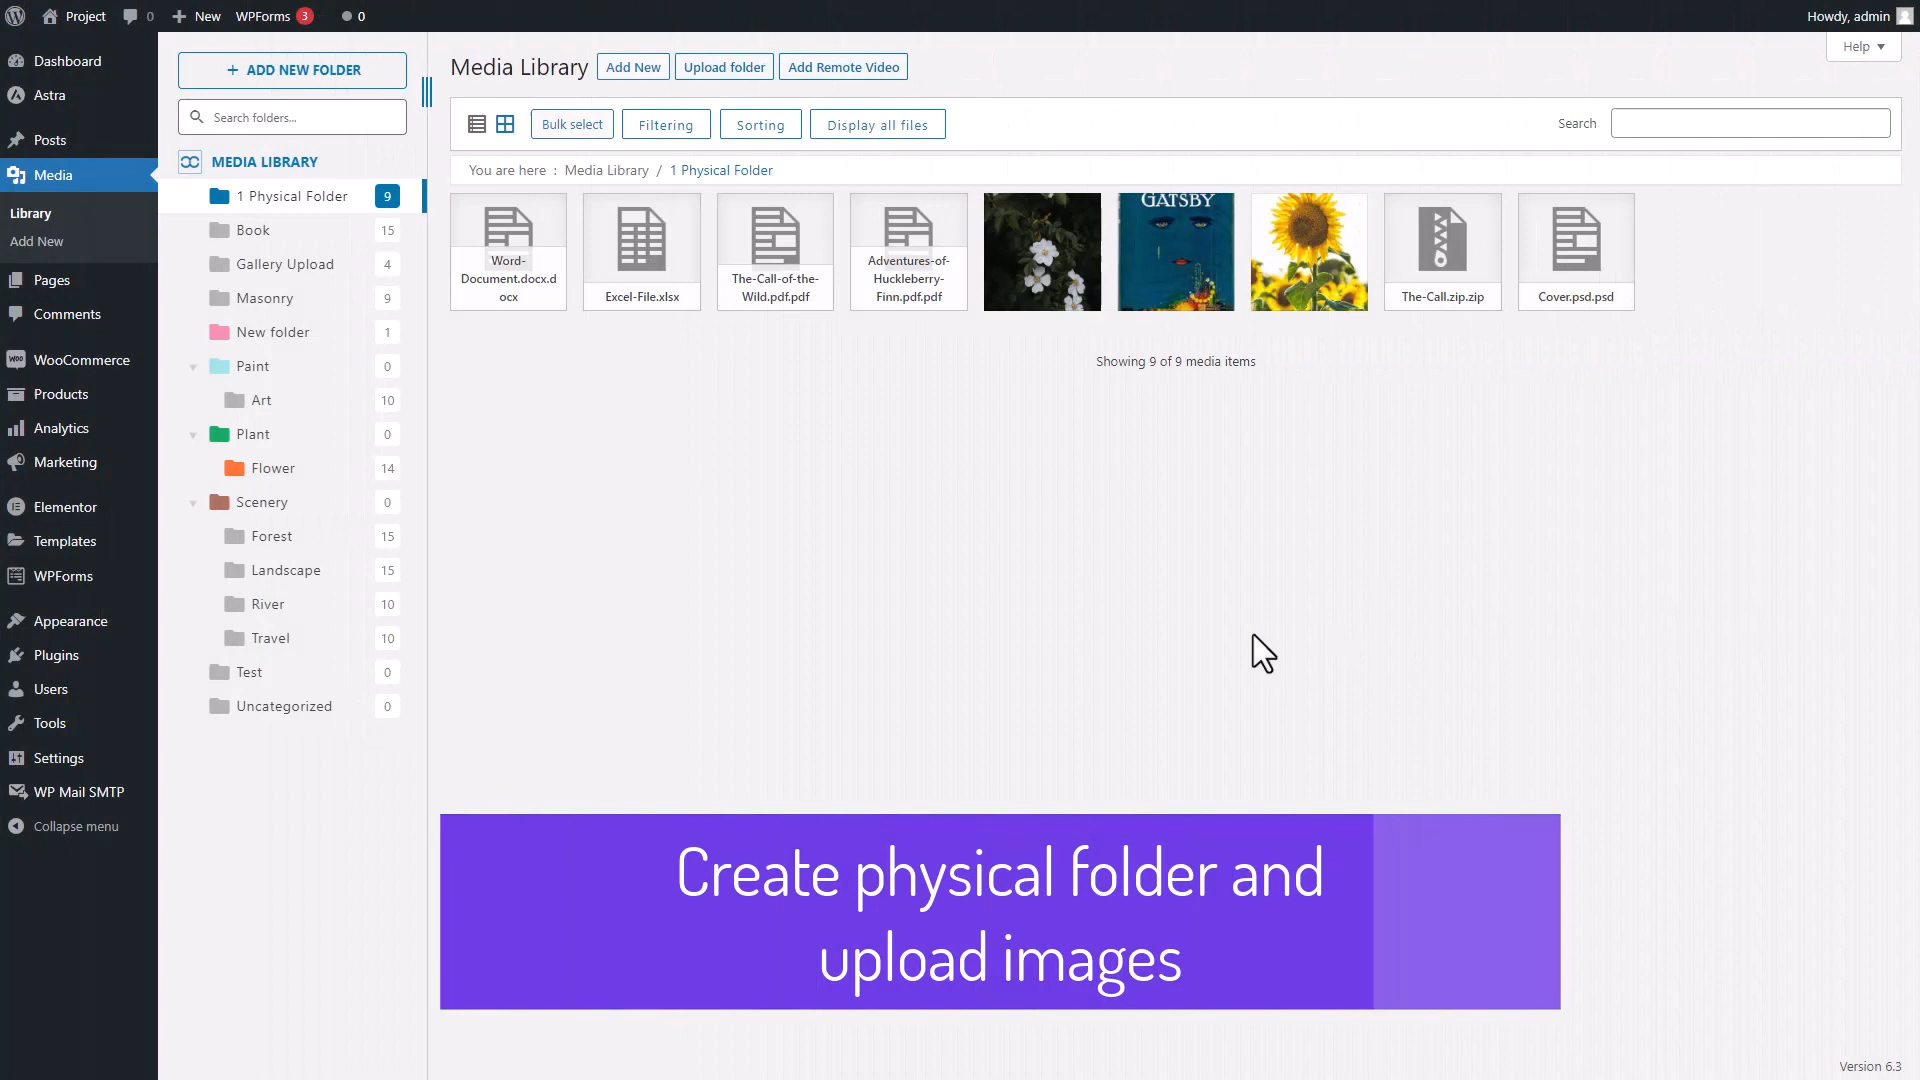 Project
0
New
WPForms
3
0
Howdy, admin
Dashboard
Astra
Posts
Media
Library
Add New
Pages
Comments
WooCommerce
Products
Analytics
Marketing
Elementor
Templates
WPForms
Appearance
Plugins
Users
Tools
Settings
WP Mail SMTP
Collapse menu
ADD NEW FOLDER
Search folders...
MEDIA LIBRARY
1 Physical Folder 9
Book 15
Gallery Upload 4
Masonry 9
New folder 1
Paint 0
Art 10
Plant 0
Flower 14
Scenery 0
Forest 15
Landscape 15
River 10
Travel 10
Test 0
Uncategorized 0
Help
Media Library
Add New
Upload folder
Add Remote Video
Bulk select
Filtering
Sorting
Display all files
Search
You are here : Media Library / 1 Physical Folder
Word-
Document.docx.d
ocx
Excel-File.xlsx
The-Call-of-the-
Wild.pdf.pdf
Adventures-of-
Huckleberry-
Finn.pdf.pdf
GATSBY
The-Call.zip.zip
Cover.psd.psd
Showing 9 of 9 media items
Create physical folder and
upload images
Version 6.3